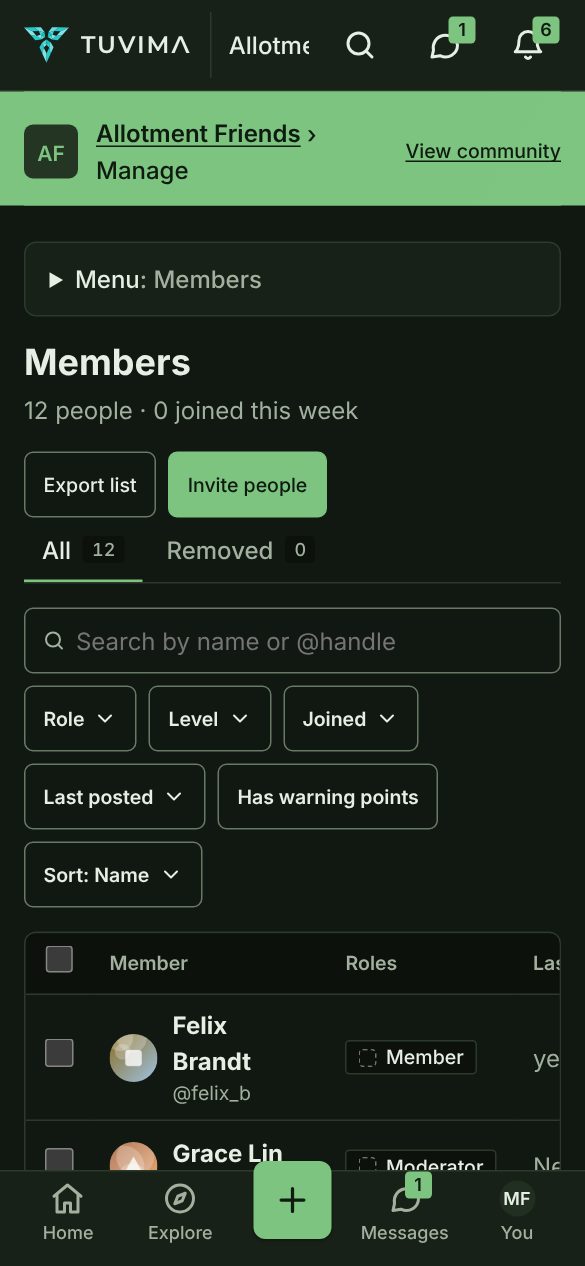 TUVIMA
1
6
AF
Allotment Friends ›
Manage
View community
Menu: Members
Members
12 people · 0 joined this week
Export list
Invite people
All 12
Removed 0
Search by name or @handle
Role
Level
Joined
Last posted
Has warning points
Sort: Name
Member
Roles
Felix
Brandt
@felix_b
Member
Grace Lin
Moderator
Home
Explore
1
Messages
MF
You